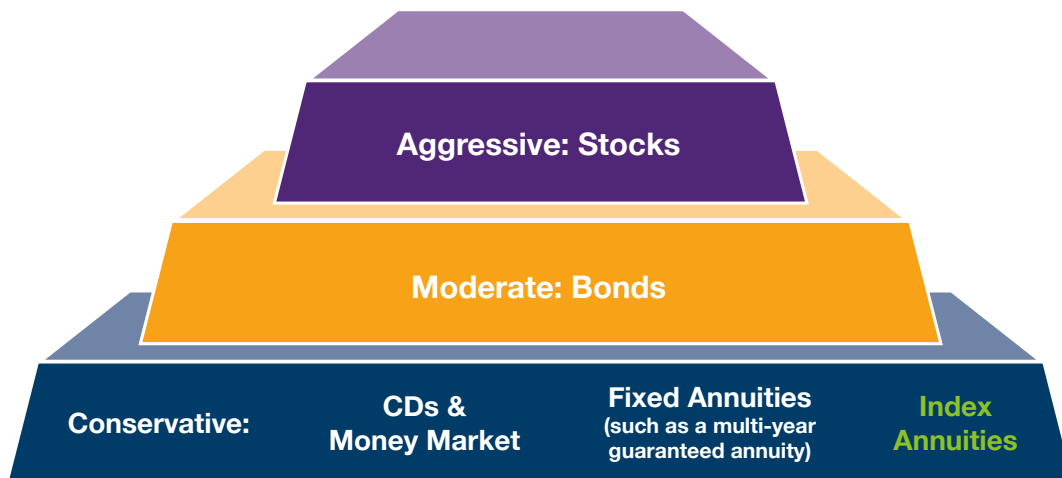 Aggressive: Stocks
Moderate: Bonds
Conservative:
CDs &
Money Market
Fixed Annuities
(such as a multi-year
guaranteed annuity)
Index
Annuities